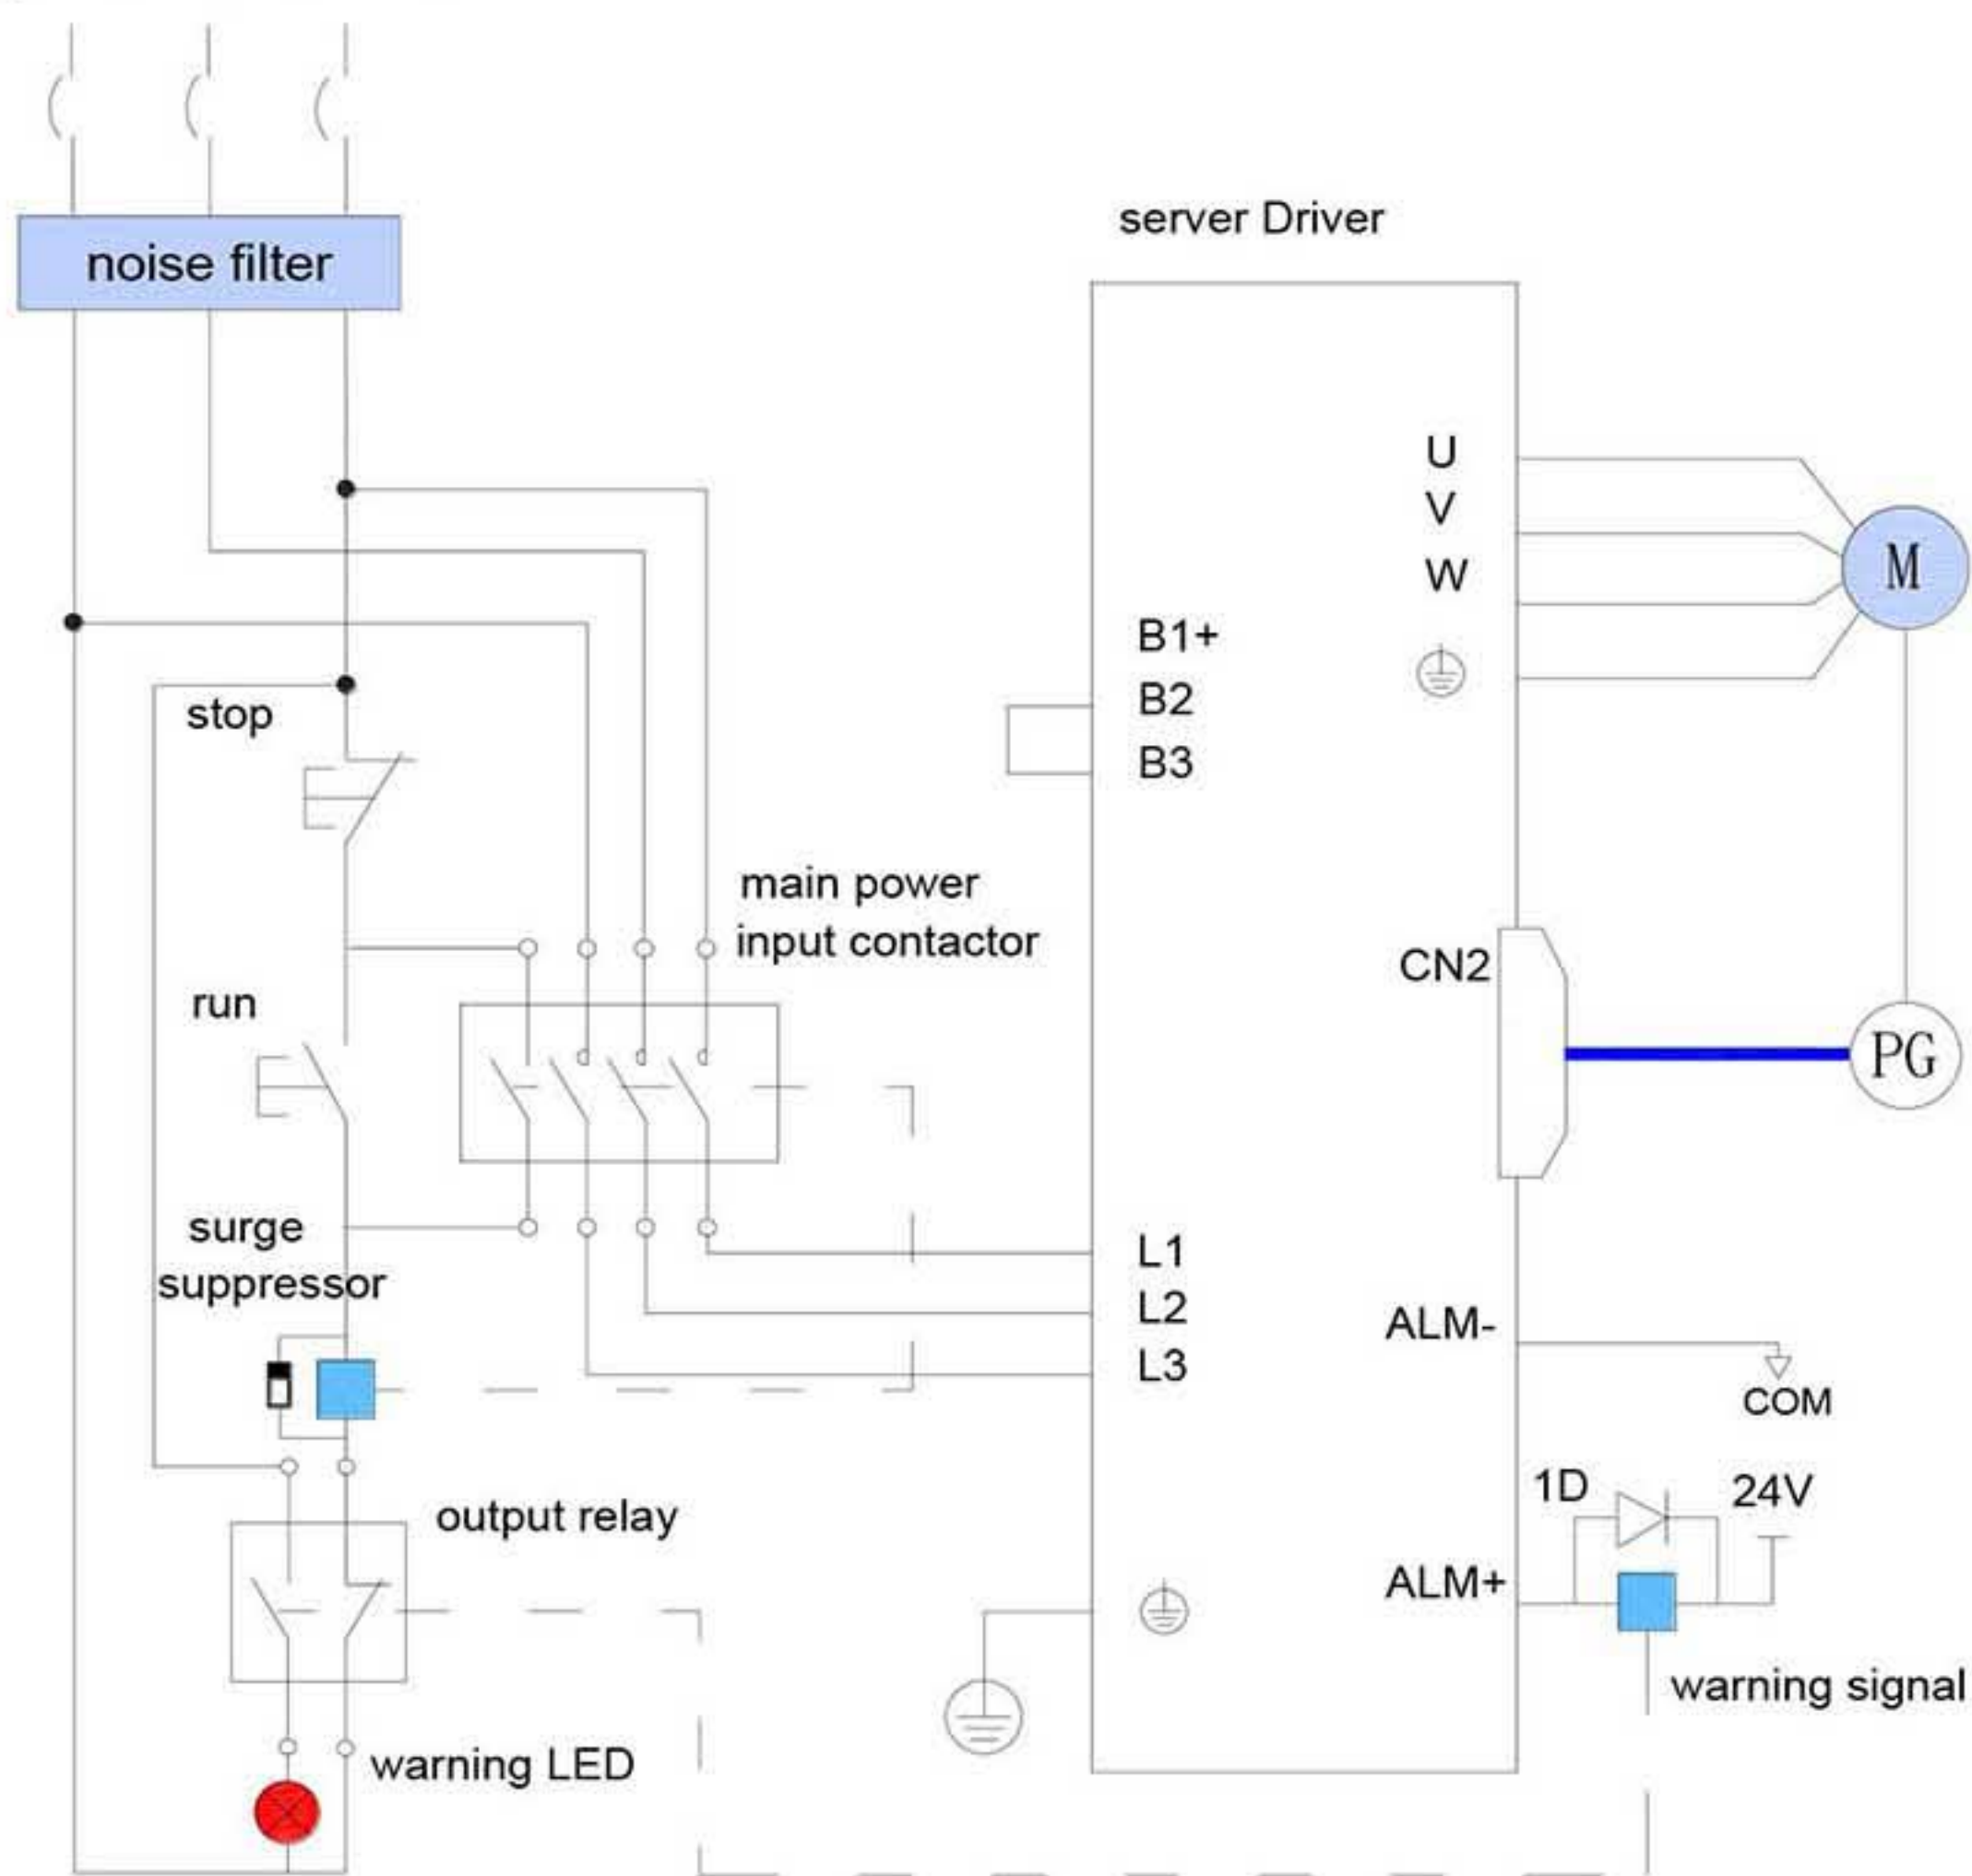 noise filter
server Driver
U
V
W
M
B1+
B2
B3
stop
main power
input contactor
CN2
run
PG
surge
suppressor
L1
L2
L3
ALM-
COM
1D
24V
output relay
ALM+
warning signal
warning LED